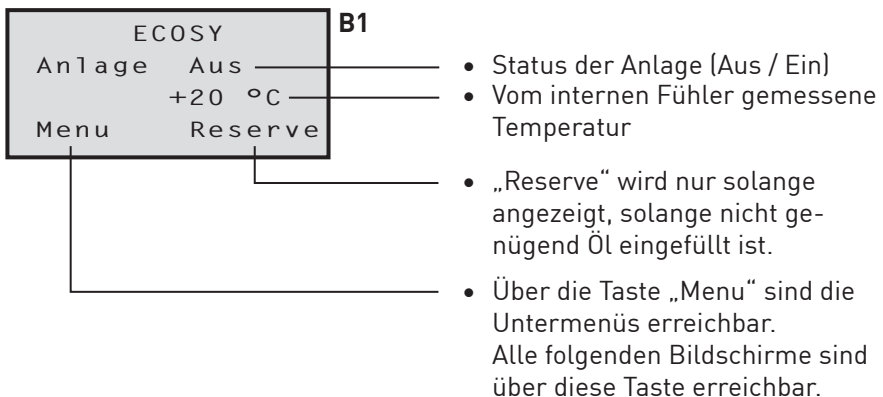 ECOSY
B1
Anlage Aus
+20 °C
Menu Reserve
• Status der Anlage (Aus / Ein)
• Vom internen Fühler gemessene
Temperatur
• „Reserve“ wird nur solange
angezeigt, solange nicht ge-
nügend Öl eingefüllt ist.
• Über die Taste „Menu“ sind die
Untermenüs erreichbar.
Alle folgenden Bildschirme sind
über diese Taste erreichbar.